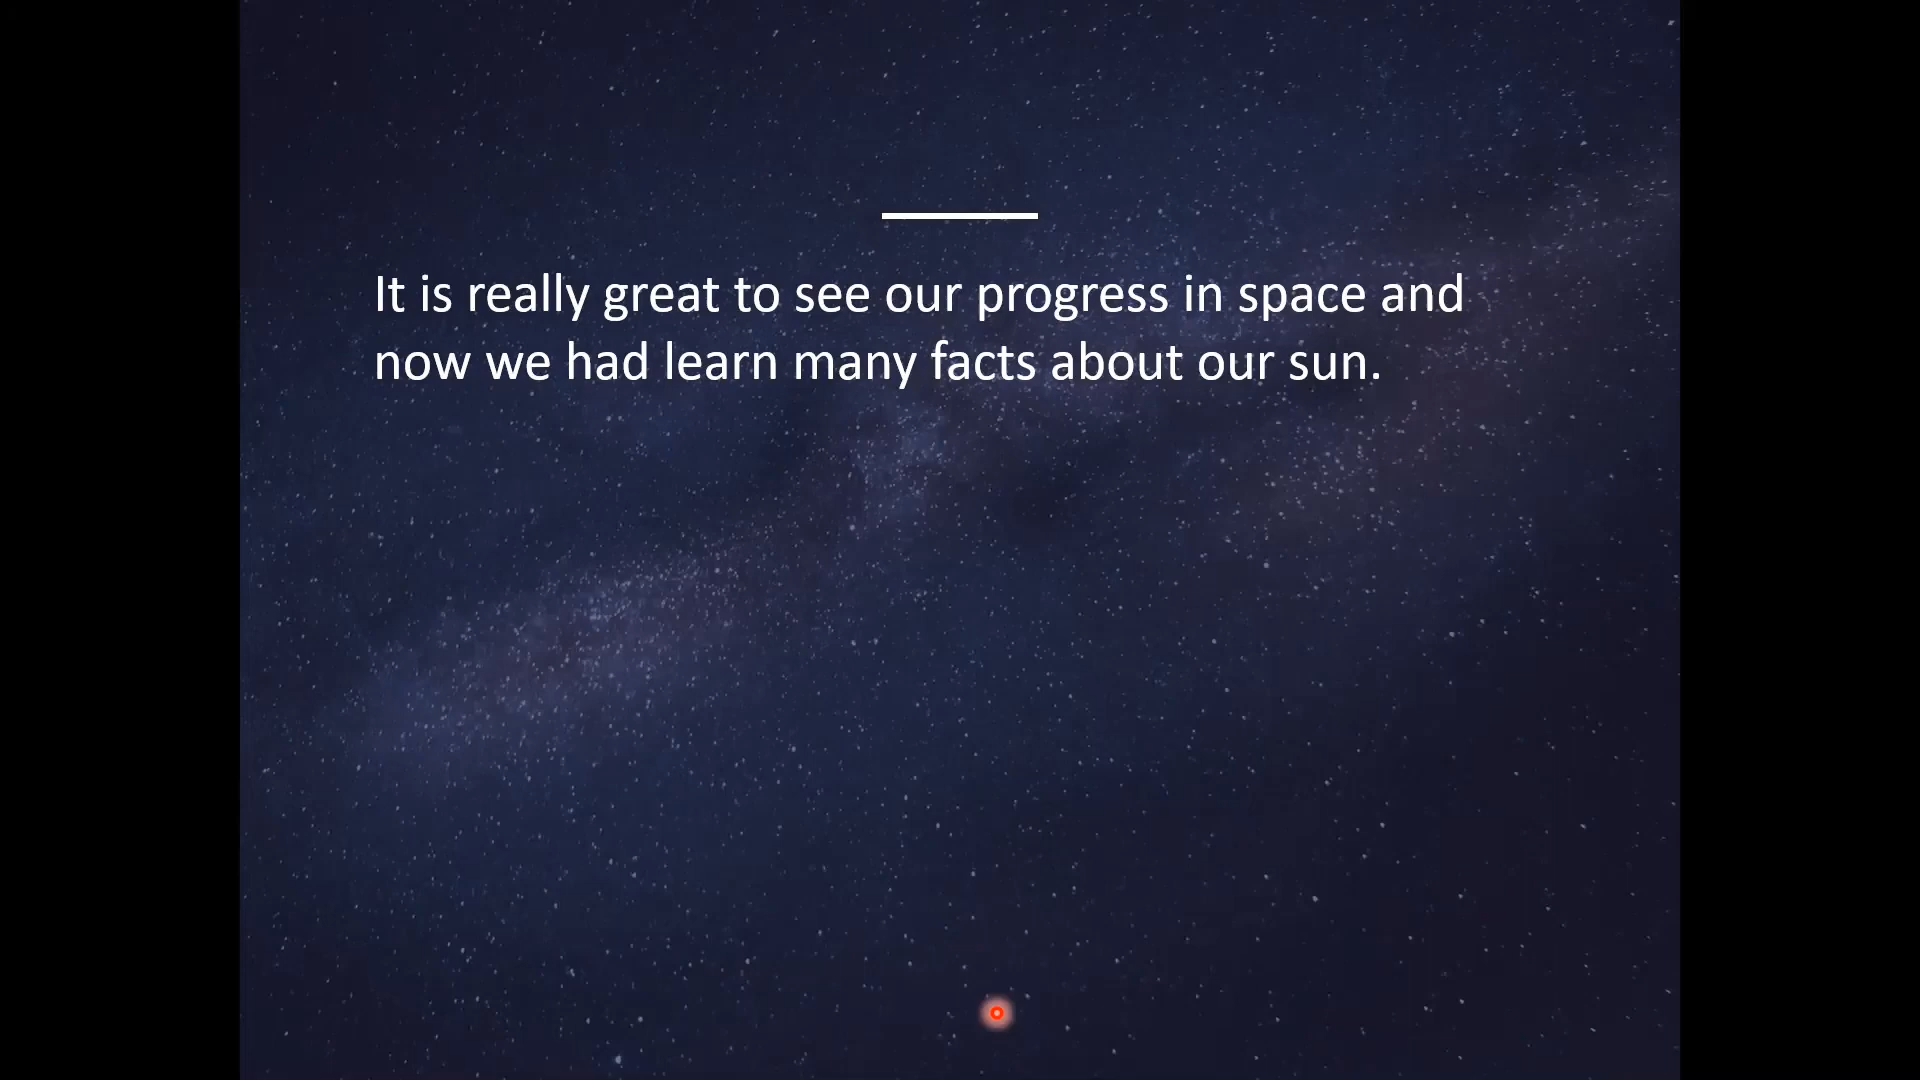 It is really great to see our progress in space and
now we had learn many facts about our sun.